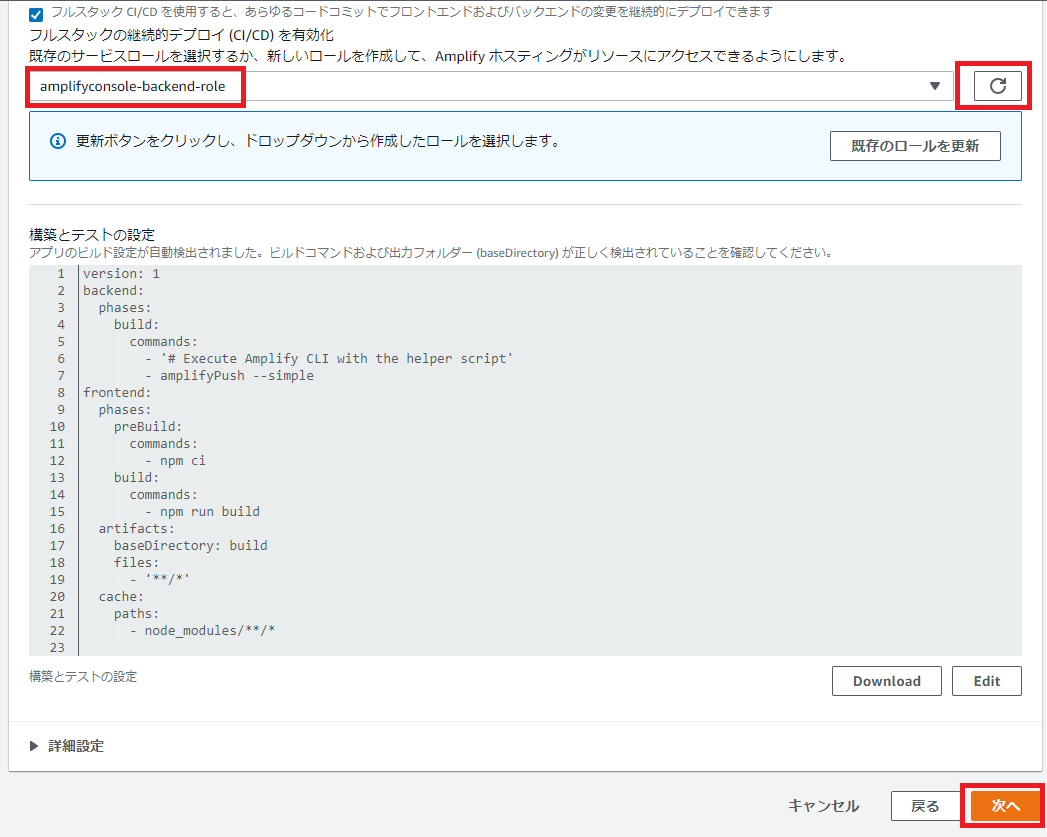 フルスタック CI/CD を使用すると、あらゆるコードコミットでフロントエンドおよびバックエンドの変更を継続的にデプロイできます
フルスタックの継続的デプロイ (CI/CD) を有効化
既存のサービスロールを選択するか、新しいロールを作成して、Amplify ホスティングがリソースにアクセスできるようにします。
amplifyconsole-backend-role
更新ボタンをクリックし、ドロップダウンから作成したロールを選択します。
既存のロールを更新
構築とテストの設定
アプリのビルド設定が自動検出されました。ビルドコマンドおよび出力フォルダー (baseDirectory) が正しく検出されていることを確認してください。
1 version: 1
2 backend:
3   phases:
4     build:
5       commands:
6         - '# Execute Amplify CLI with the helper script'
7         - amplifyPush --simple
8 frontend:
9   phases:
10     preBuild:
11       commands:
12         - npm ci
13     build:
14       commands:
15         - npm run build
16   artifacts:
17     baseDirectory: build
18     files:
19       - '**/*'
20   cache:
21     paths:
22       - node_modules/**/*
23
構築とテストの設定
Download
Edit
詳細設定
キャンセル
戻る
次へ